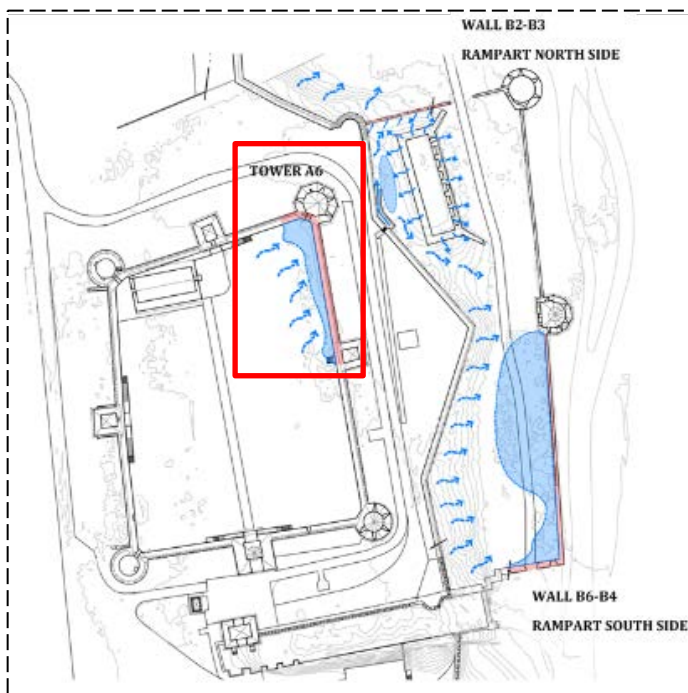 WALL B2-B3
RAMPART NORTH SIDE
TOWER A6
WALL B6-B4
RAMPART SOUTH SIDE